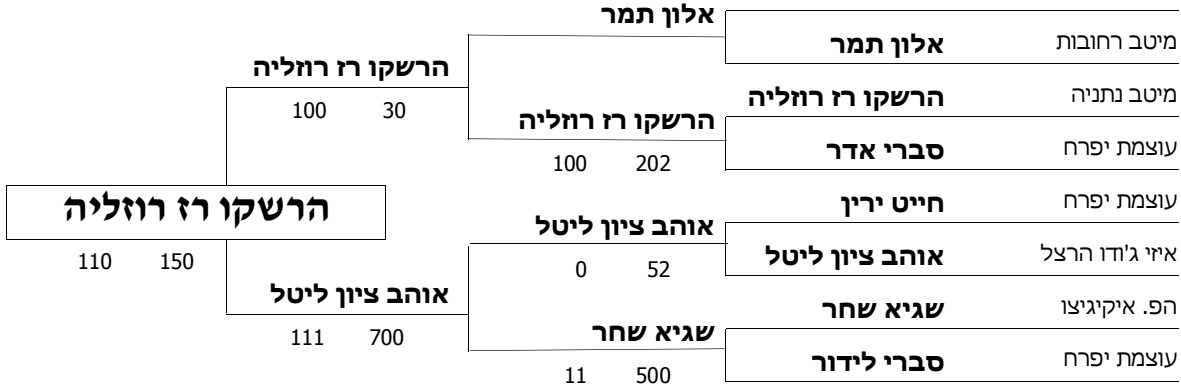 אלון תמר
מיטב רחובות אלון תמר
הרשקו רז רוזליה
מיטב נתניה הרשקו רז רוזליה
30 100
הרשקו רז רוזליה
עוצמת יפרח סברי אדר
202 100
הרשקו רז רוזליה
עוצמת יפרח חייט ירין
אוהב ציון ליטל
150 110
איזי ג'ודו הרצל אוהב ציון ליטל
52 0
אוהב ציון ליטל
הפ. איקיגיצו שגיא שחר
700 111
שגיא שחר
עוצמת יפרח סברי לידור
500 11